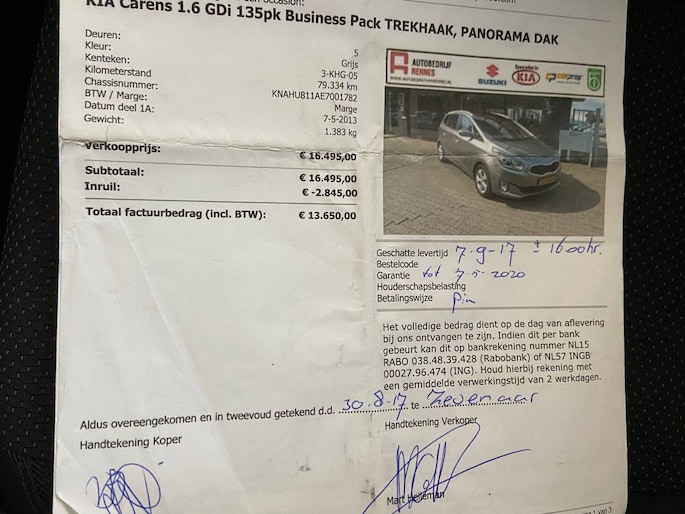 KIA Carens 1.6 GDi 135pk Business Pack TREKHAAK, PANORAMA DAK
Deuren: 5
Kleur: Grijs
Kenteken: 3-KHG-05
Kilometerstand 79.334 km
Chassisnummer: KNAHU811AE7001782
BTW / Marge: Marge
Datum deel 1A: 7-5-2013
Gewicht: 1.383 kg
Verkoopprijs: € 16.495,00
Subtotaal: € 16.495,00
Inruil: € -2.845,00
Totaal factuurbedrag (incl. BTW): € 13.650,00
AUTOBEDRIJF
RENNES
SUZUKI
Specialist in
KIA
Geschatte levertijd 7-9-17 ± 1600hr.
Bestelcode
Garantie tot 7-5-2020
Houderschapsbelasting
Betalingswijze Pin
Het volledige bedrag dient op de dag van aflevering
bij ons ontvangen te zijn. Indien dit per bank
gebeurt kan dit op bankrekening nummer NL15
RABO 038.48.39.428 (Rabobank) of NL57 INGB
00027.96.474 (ING). Houd hierbij rekening met
een gemiddelde verwerkingstijd van 2 werkdagen.
Aldus overeengekomen en in tweevoud getekend d.d. 30-8-17 te Zevenaar
Handtekening Koper
Handtekening Verkoper
Mart
1 van 3